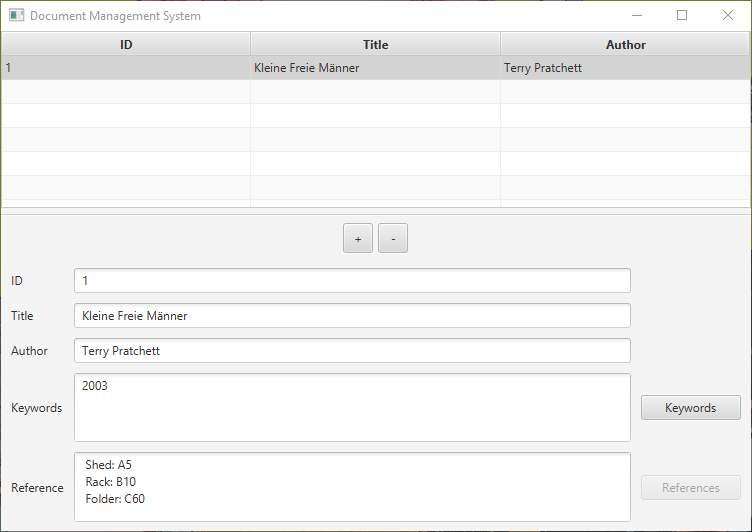 Document Management System
ID Title Author
1 Kleine Freie Männer Terry Pratchett
+ -
ID 1
Title Kleine Freie Männer
Author Terry Pratchett
Keywords 2003 Keywords
Reference Shed: A5
Rack: B10
Folder: C60 References